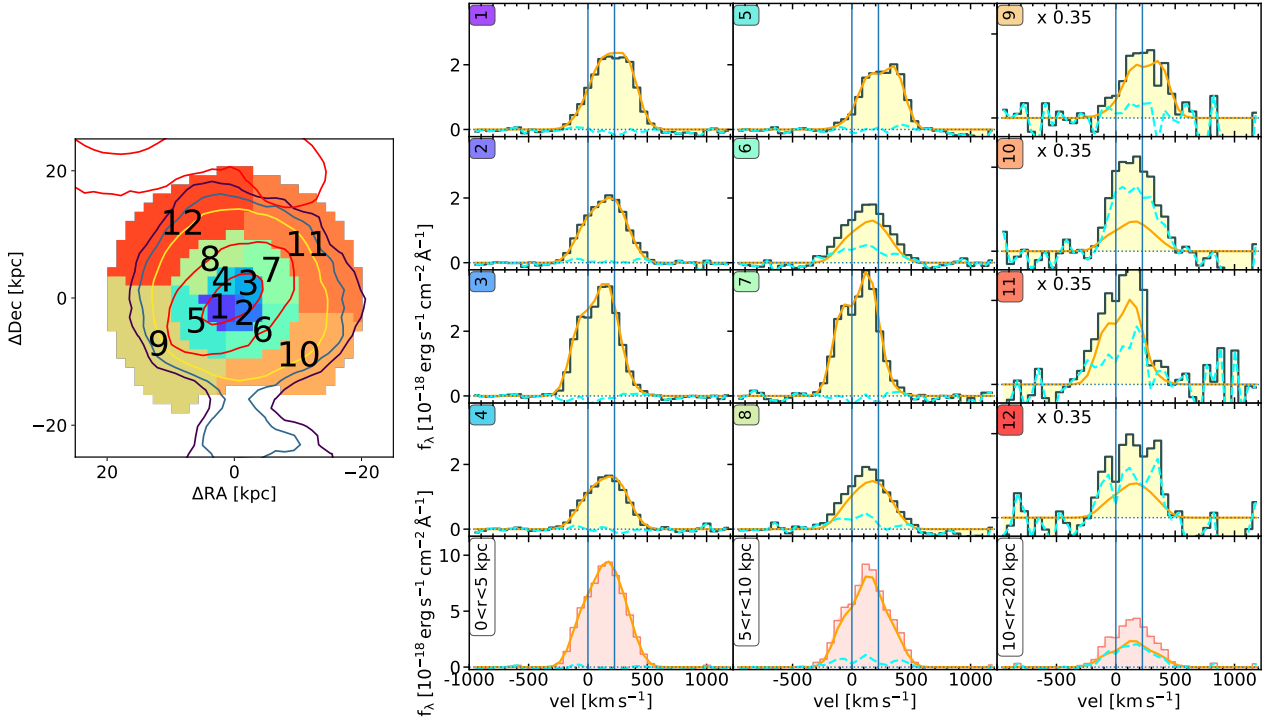 1
5
9
x 0.35
2
0
2
6
10
x 0.35
2
0
3
7
11
x 0.35
2
0
4
8
12
x 0.35
2
0
2
0
f_λ [10⁻¹⁸ erg s⁻¹ cm⁻² Å⁻¹]
0<r<5 kpc
5<r<10 kpc
10<r<20 kpc
10
5
0
f_λ [10⁻¹⁸ erg s⁻¹ cm⁻² Å⁻¹]
-1000 -500 0 500 1000
-500 0 500 1000
-500 0 500 1000
vel [km s⁻¹]
vel [km s⁻¹]
vel [km s⁻¹]
20
0
−20
ΔDec [kpc]
12
11
8
7
4
3
1
2
5
6
9
10
20 0 −20
ΔRA [kpc]